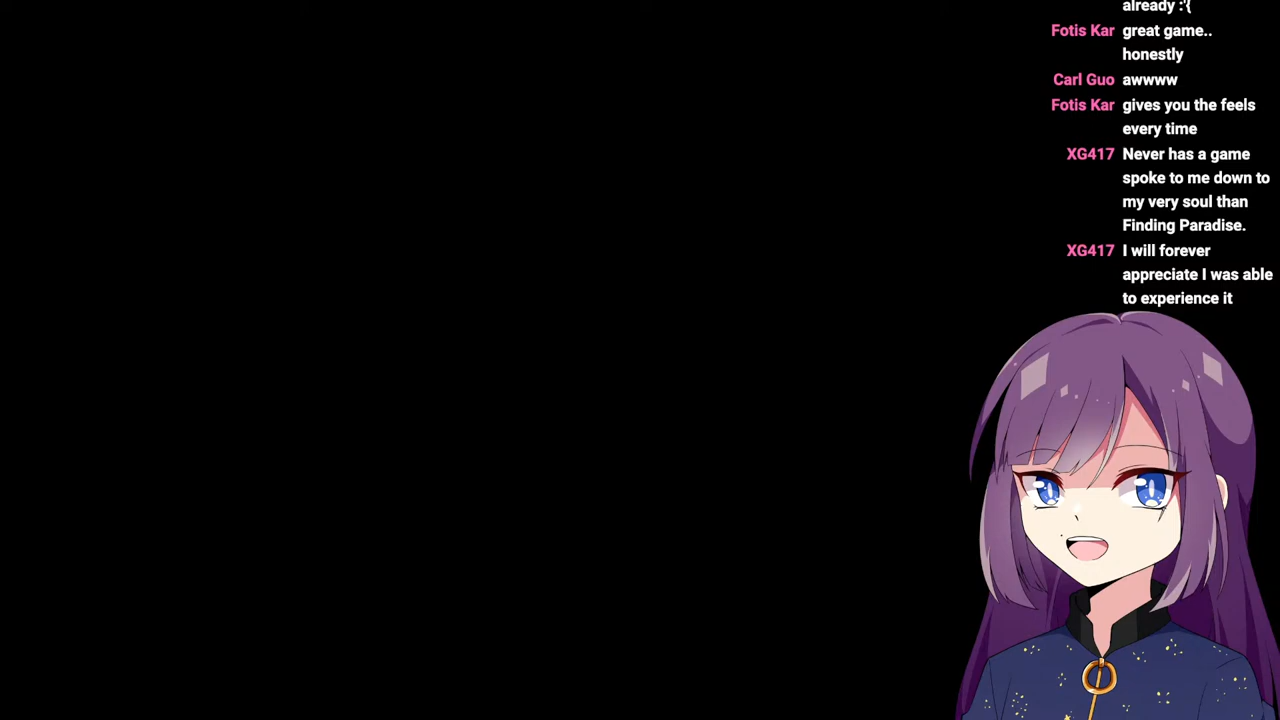 already :'{
Fotis Kar great game..
honestly
Carl Guo awwww
Fotis Kar gives you the feels
every time
XG417 Never has a game
spoke to me down to
my very soul than
Finding Paradise.
XG417 I will forever
appreciate I was able
to experience it